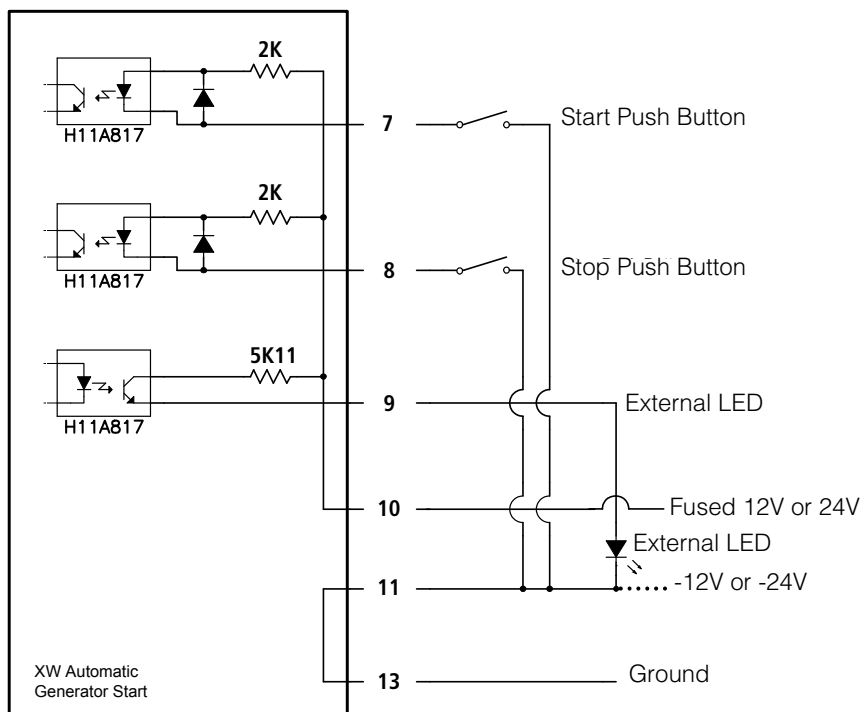 2K
H11A817
7
Start Push Button
2K
H11A817
8
Stop Push Button
5K11
H11A817
9
External LED
10
Fused 12V or 24V
External LED
11
-12V or -24V
XW Automatic
Generator Start
13
Ground